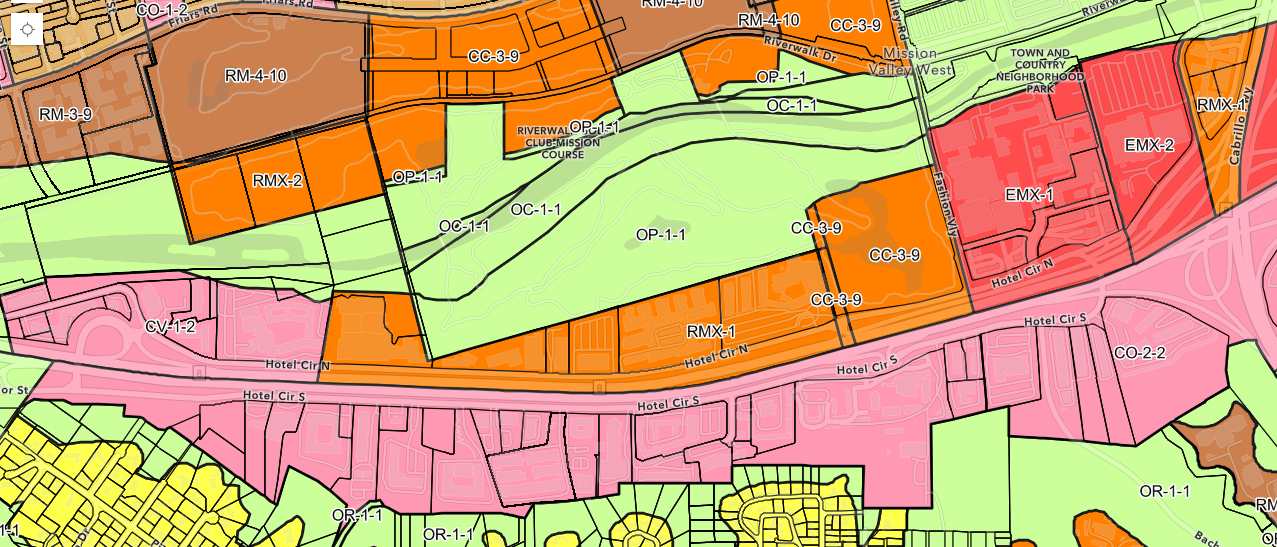 CO-1-2
Friars Rd
Friars Rd
RM-4-10
RM-4-10
CC-3-9
Riverwalk Dr
Mission
Valley West
CC-3-9
RM-4-10
TOWN AND
COUNTRY
NEIGHBORHOOD
PARK
OP-1-1
OC-1-1
RMX-1
RM-3-9
CLUB-MISSION
COURSE
OP-1-1
EMX-2
Cabrillo
RMX-2
OP-1-1
EMX-1
Fashion Vly
OC-1-1
OC-1-1
OP-1-1
CC-3-9
CC-3-9
Hotel Cir N
CC-3-9
CV-1-2
RMX-1
Hotel Cir S
Hotel Cir N
Hotel Cir N
CO-2-2
Hotel Cir S
Hotel Cir S
Hotel Cir S
OR-1-1
OR-1-1
OR-1-1